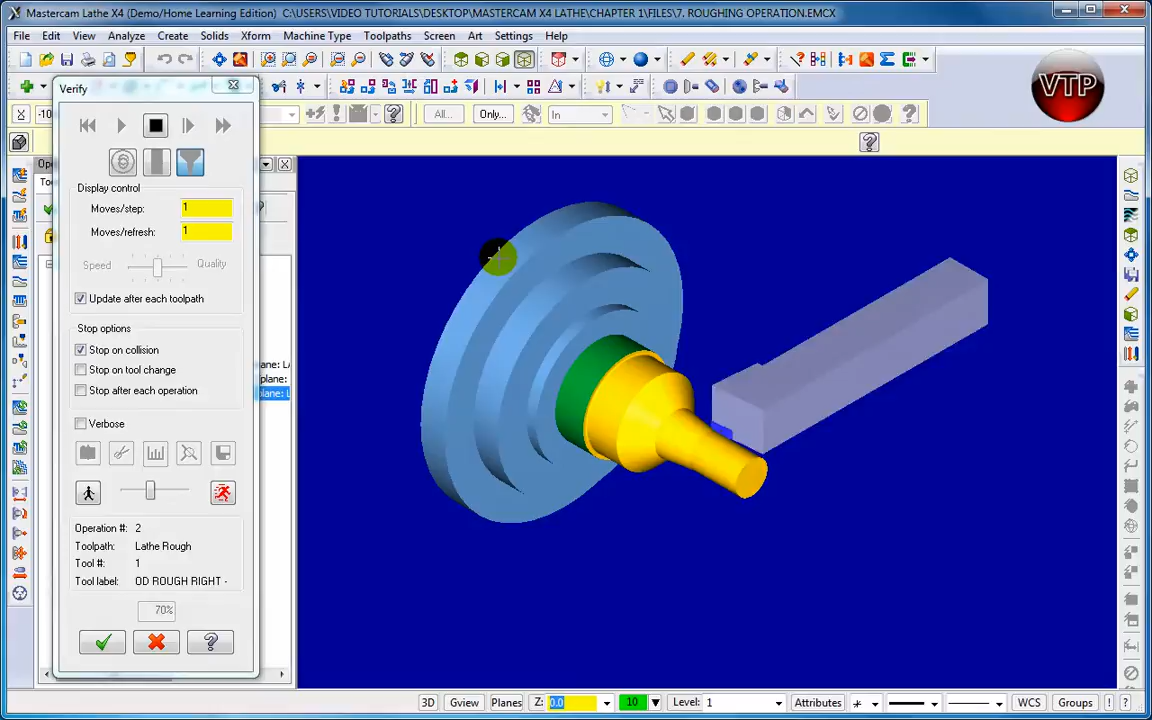 Mastercam Lathe X4 (Demo/Home Learning Edition) C:\USERS\VIDEO TUTORIALS\DESKTOP\MASTERCAM X4 LATHE\CHAPTER 1\FILES\7. ROUGHING OPERATION.EMCX
File Edit View Analyze Create Solids Xform Machine Type Toolpaths Screen Art Settings Help
VTP
Verify
All... Only... In
Display control
Moves/step: 1
Moves/refresh: 1
Speed Quality
Update after each toolpath
Stop options
Stop on collision
Stop on tool change
Stop after each operation
plane:
plane: L
Verbose
Operation #: 2
Toolpath: Lathe Rough
Tool #: 1
Tool label: OD ROUGH RIGHT -
70%
3D Gview Planes Z: 0.0 10 Level: 1 Attributes WCS Groups ! ?